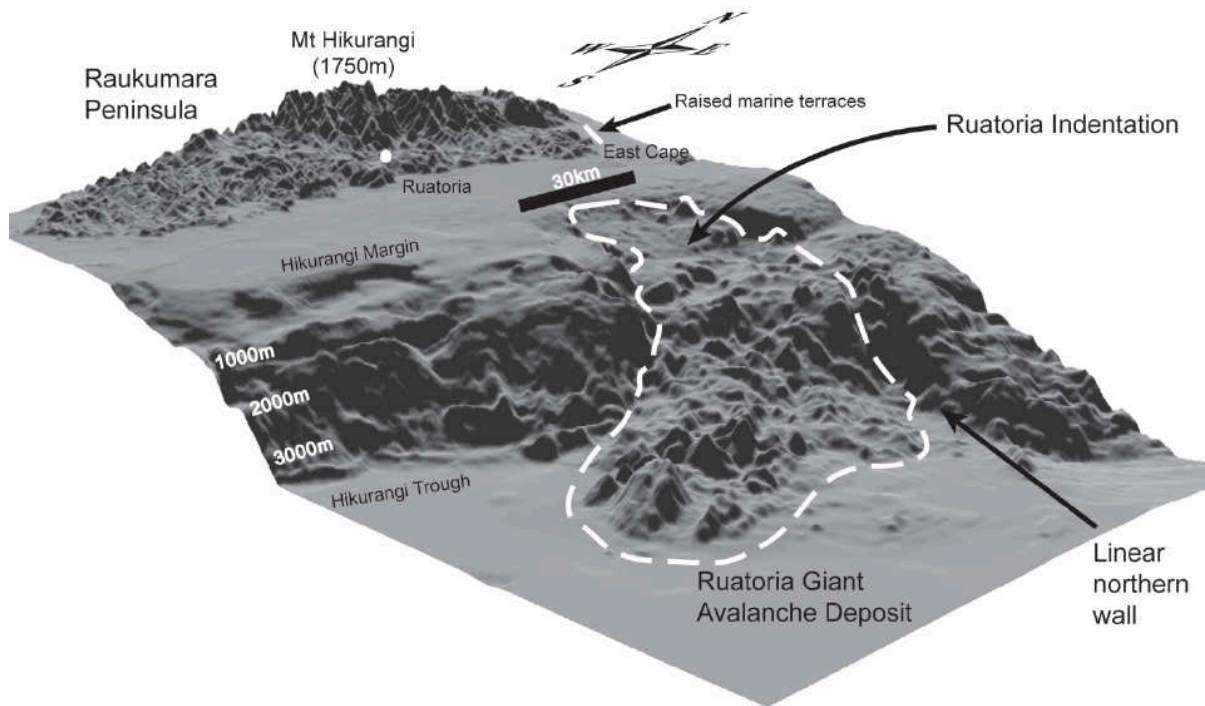 Mt Hikurangi
(1750m)
Raukumara
Peninsula
N
W
E
S
Raised marine terraces
Ruatoria Indentation
East Cape
30km
Ruatoria
Hikurangi Margin
1000m
2000m
3000m
Hikurangi Trough
Ruatoria Giant
Avalanche Deposit
Linear
northern
wall